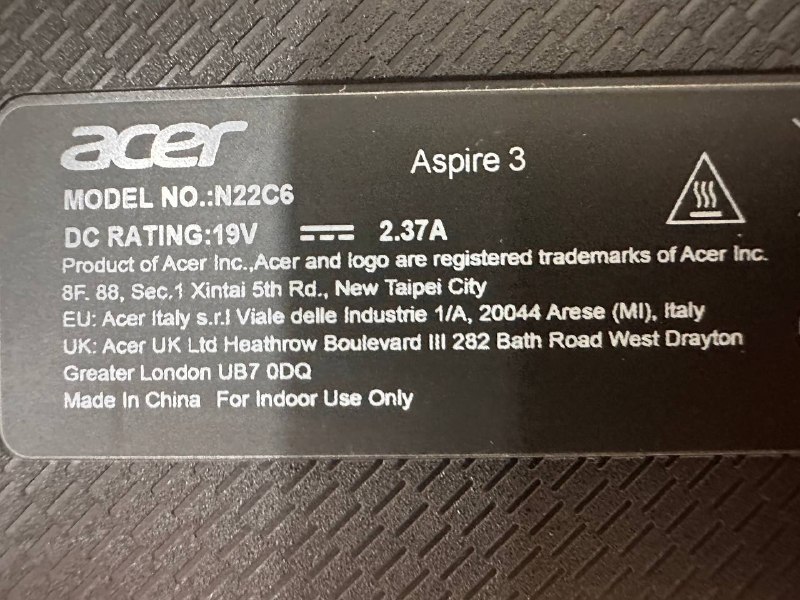 acer
Aspire 3
MODEL NO.:N22C6
DC RATING:19V ⎓ 2.37A
Product of Acer Inc.,Acer and logo are registered trademarks of Acer Inc.
8F. 88, Sec.1 Xintai 5th Rd., New Taipei City
EU: Acer Italy s.r.l Viale delle Industrie 1/A, 20044 Arese (MI), Italy
UK: Acer UK Ltd Heathrow Boulevard III 282 Bath Road West Drayton
Greater London UB7 0DQ
Made In China For Indoor Use Only